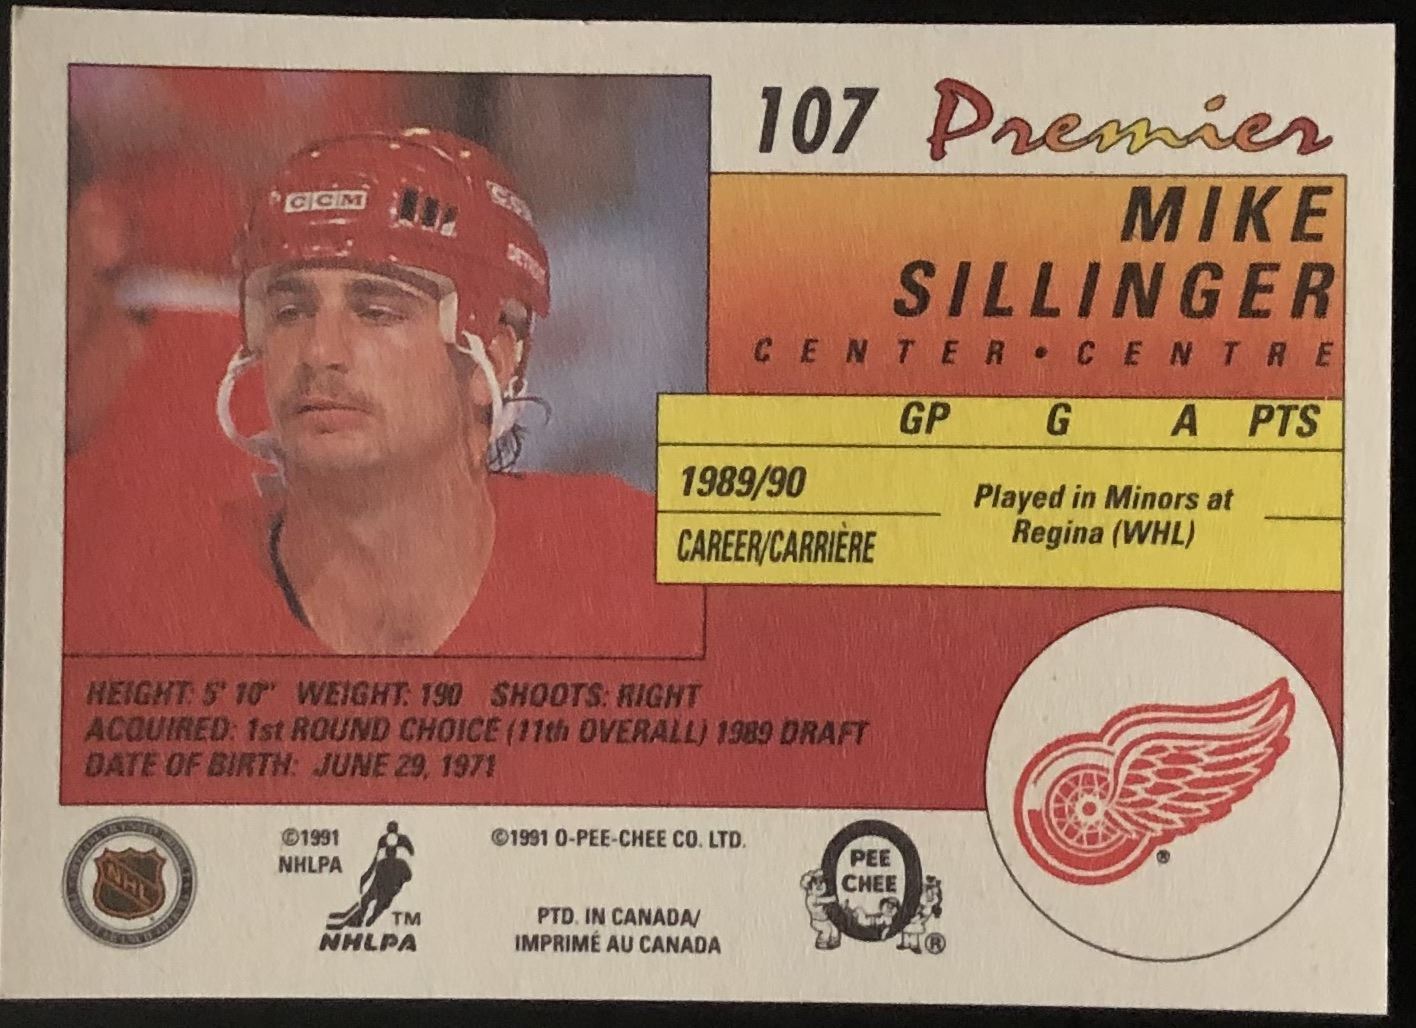 107 Premier
MIKE
SILLINGER
CENTER • CENTRE
GP G A PTS
1989/90
Played in Minors at
Regina (WHL)
CAREER/CARRIÈRE
CCM
DETROIT
HEIGHT: 5' 10" WEIGHT: 190 SHOOTS: RIGHT
ACQUIRED: 1st ROUND CHOICE (11th OVERALL) 1989 DRAFT
DATE OF BIRTH: JUNE 29, 1971
NHL
©1991
NHLPA
TM
NHLPA
©1991 O-PEE-CHEE CO. LTD.
PTD. IN CANADA/
IMPRIMÉ AU CANADA
O
PEE
CHEE
®
®